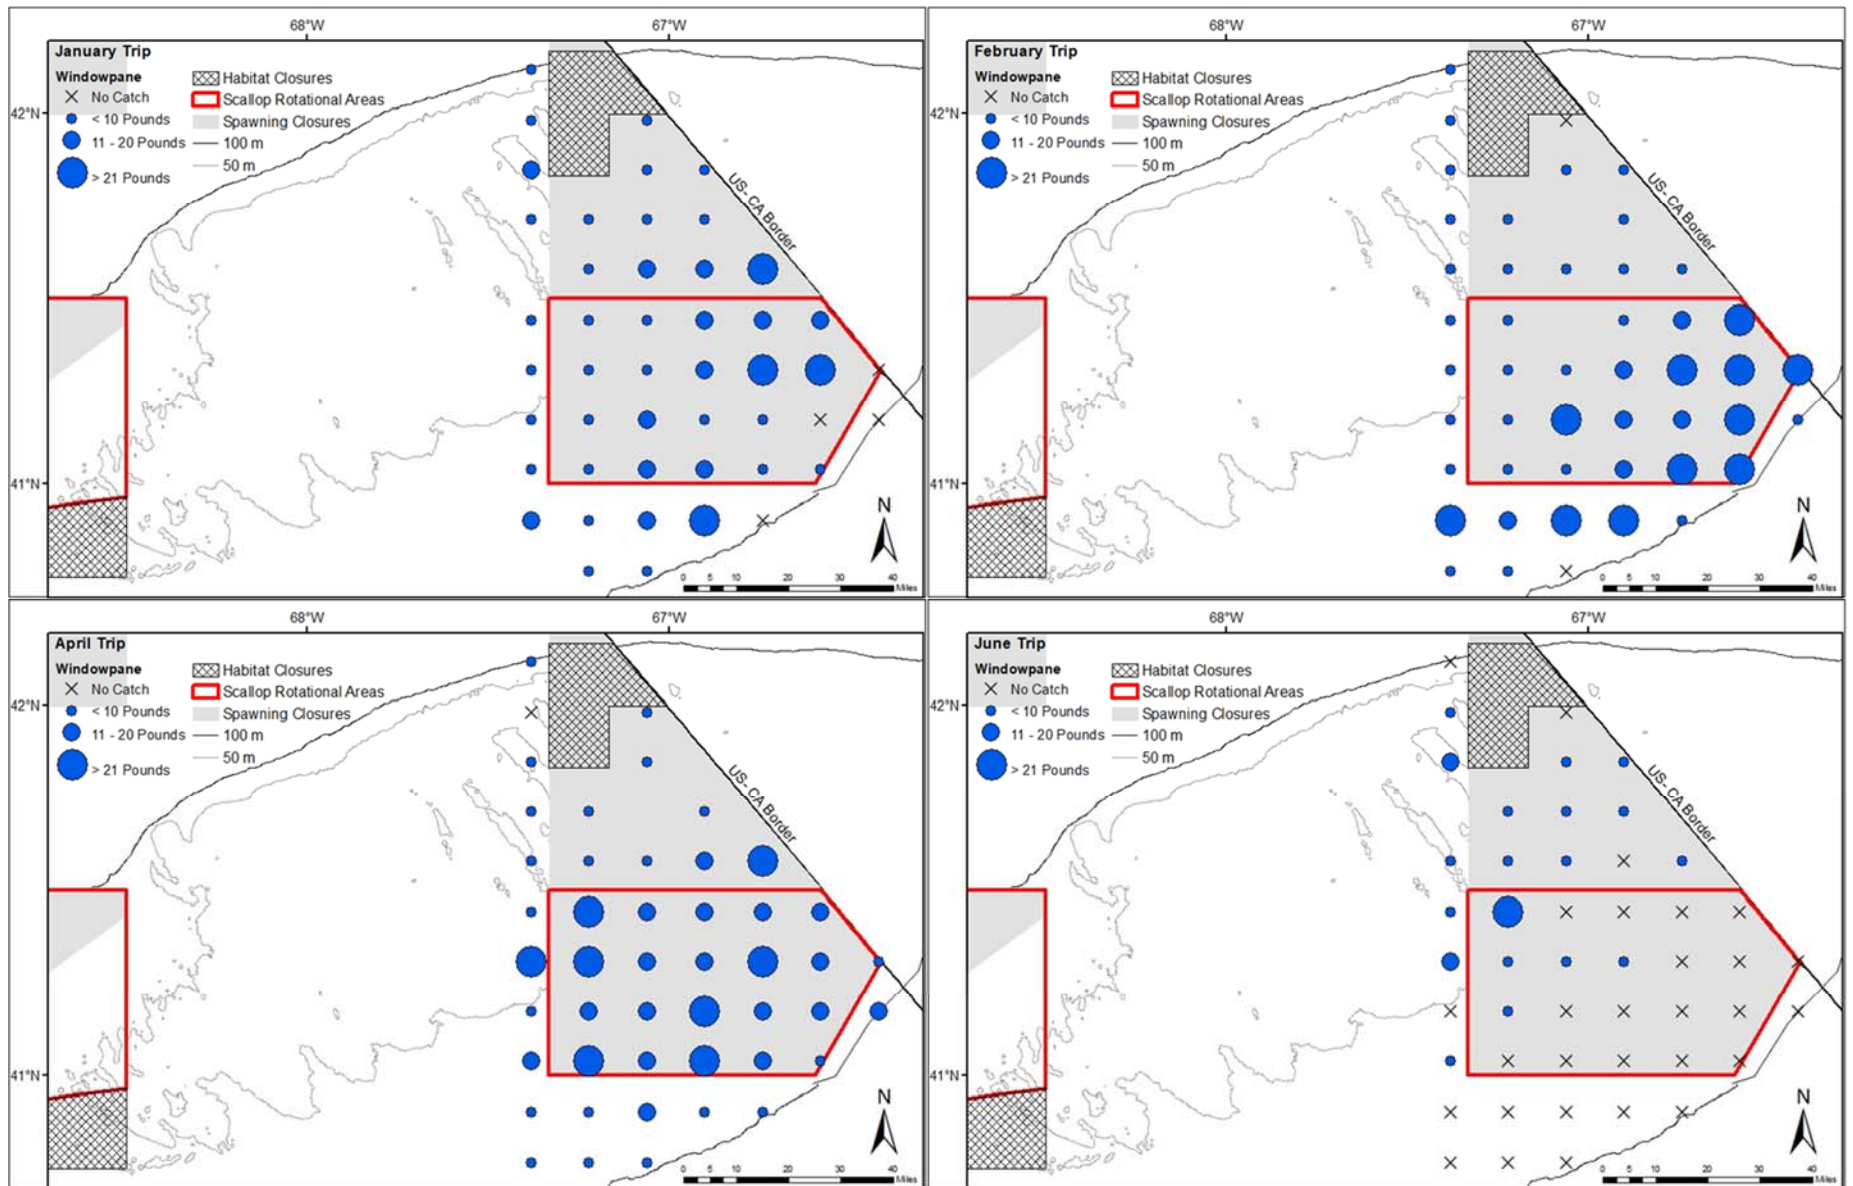 68°W 67°W
January Trip
Windowpane
No Catch
< 10 Pounds
11 - 20 Pounds
> 21 Pounds
Habitat Closures
Scallop Rotational Areas
Spawning Closures
100 m
50 m
42°N
US-CA Border
41°N
N
0 5 10 20 30 40
Miles
68°W 67°W
February Trip
Windowpane
No Catch
< 10 Pounds
11 - 20 Pounds
> 21 Pounds
Habitat Closures
Scallop Rotational Areas
Spawning Closures
100 m
50 m
42°N
US-CA Border
41°N
N
0 5 10 20 30 40
Miles
68°W 67°W
April Trip
Windowpane
No Catch
< 10 Pounds
11 - 20 Pounds
> 21 Pounds
Habitat Closures
Scallop Rotational Areas
Spawning Closures
100 m
50 m
42°N
US-CA Border
41°N
N
0 5 10 20 30 40
Miles
68°W 67°W
June Trip
Windowpane
No Catch
< 10 Pounds
11 - 20 Pounds
> 21 Pounds
Habitat Closures
Scallop Rotational Areas
Spawning Closures
100 m
50 m
42°N
US-CA Border
41°N
N
0 5 10 20 30 40
Miles